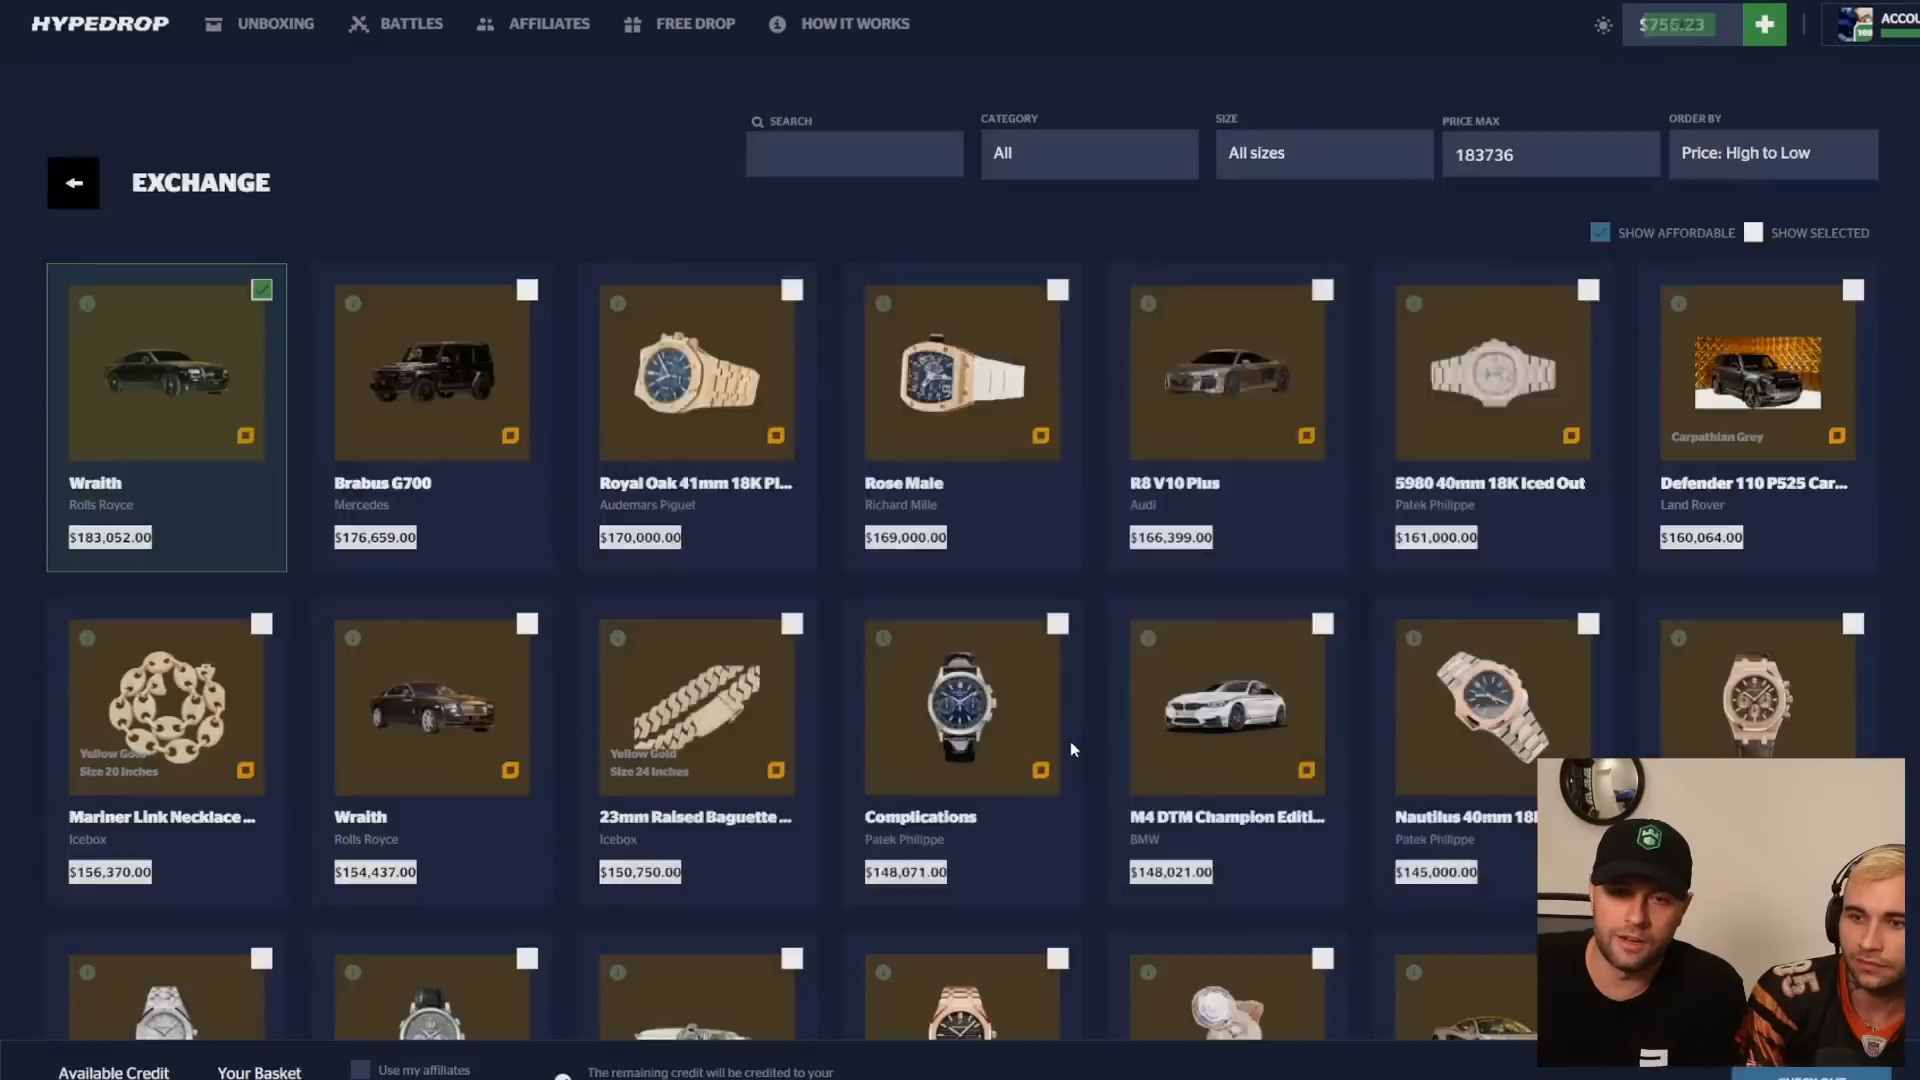 HYPEDROP UNBOXING BATTLES AFFILIATES FREE DROP HOW IT WORKS $756.23 ACCOU
100
SEARCH CATEGORY SIZE PRICE MAX ORDER BY
All All sizes 183736 Price: High to Low
EXCHANGE
SHOW AFFORDABLE SHOW SELECTED
Carpathian Grey
Wraith Brabus G700 Royal Oak 41mm 18K Pl... Rose Male R8 V10 Plus 5980 40mm 18K Iced Out Defender 110 P525 Car...
Rolls Royce Mercedes Audemars Piguet Richard Mille Audi Patek Philippe Land Rover
$183,052.00 $176,659.00 $170,000.00 $169,000.00 $166,399.00 $161,000.00 $160,064.00
Yellow Gold Yellow Gold
Size 20 Inches Size 24 Inches
Mariner Link Necklace ... Wraith 23mm Raised Baguette ... Complications M4 DTM Champion Editi... Nautilus 40mm 18
Icebox Rolls Royce Icebox Patek Philippe BMW Patek Philippe
$156,370.00 $154,437.00 $150,750.00 $148,071.00 $148,021.00 $145,000.00
85
Available Credit Your Basket Use my affiliates The remaining credit will be credited to your